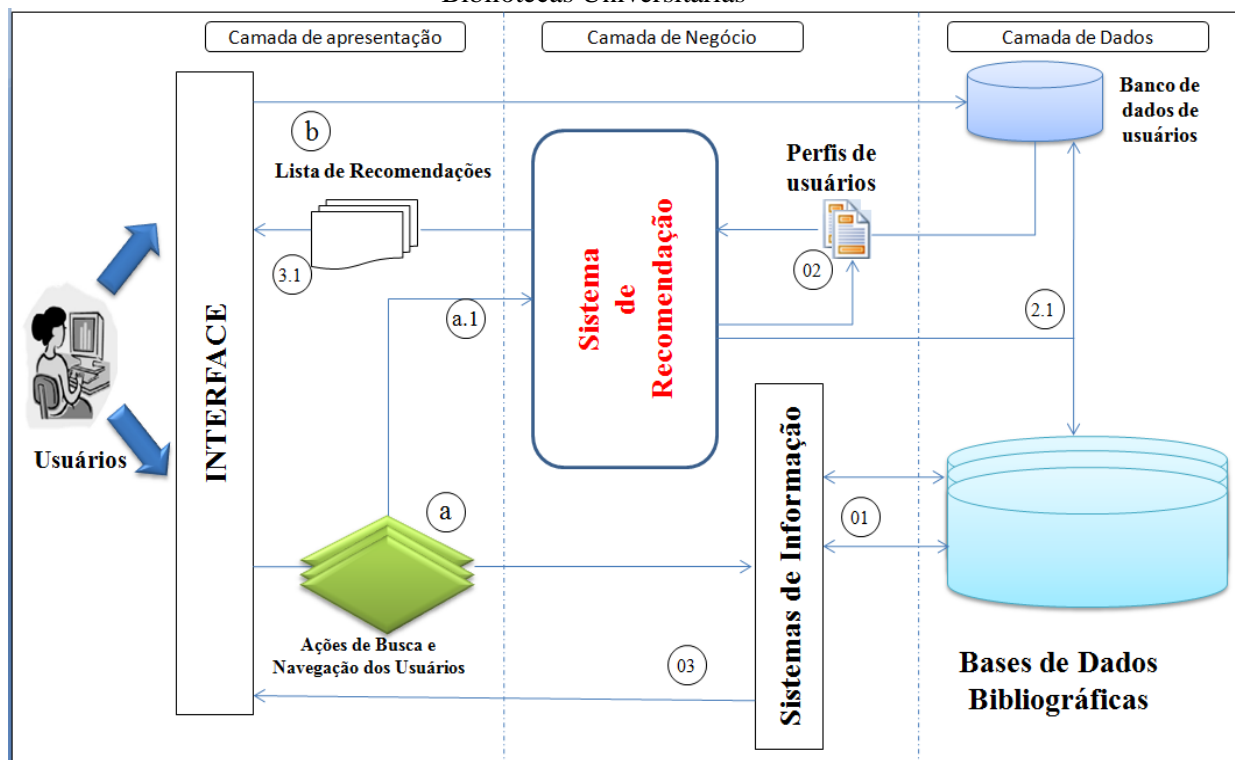 Bibliotecas Universitárias
Camada de apresentação
Camada de Negócio
Camada de Dados
Banco de
dados de
usuários
b
Lista de Recomendações
Perfis de
usuários
Sistema
de
Recomendação
3.1
02
a.1
2.1
INTERFACE
Usuários
a
Sistemas de Informação
01
Ações de Busca e
Navegação dos Usuários
03
Bases de Dados
Bibliográficas